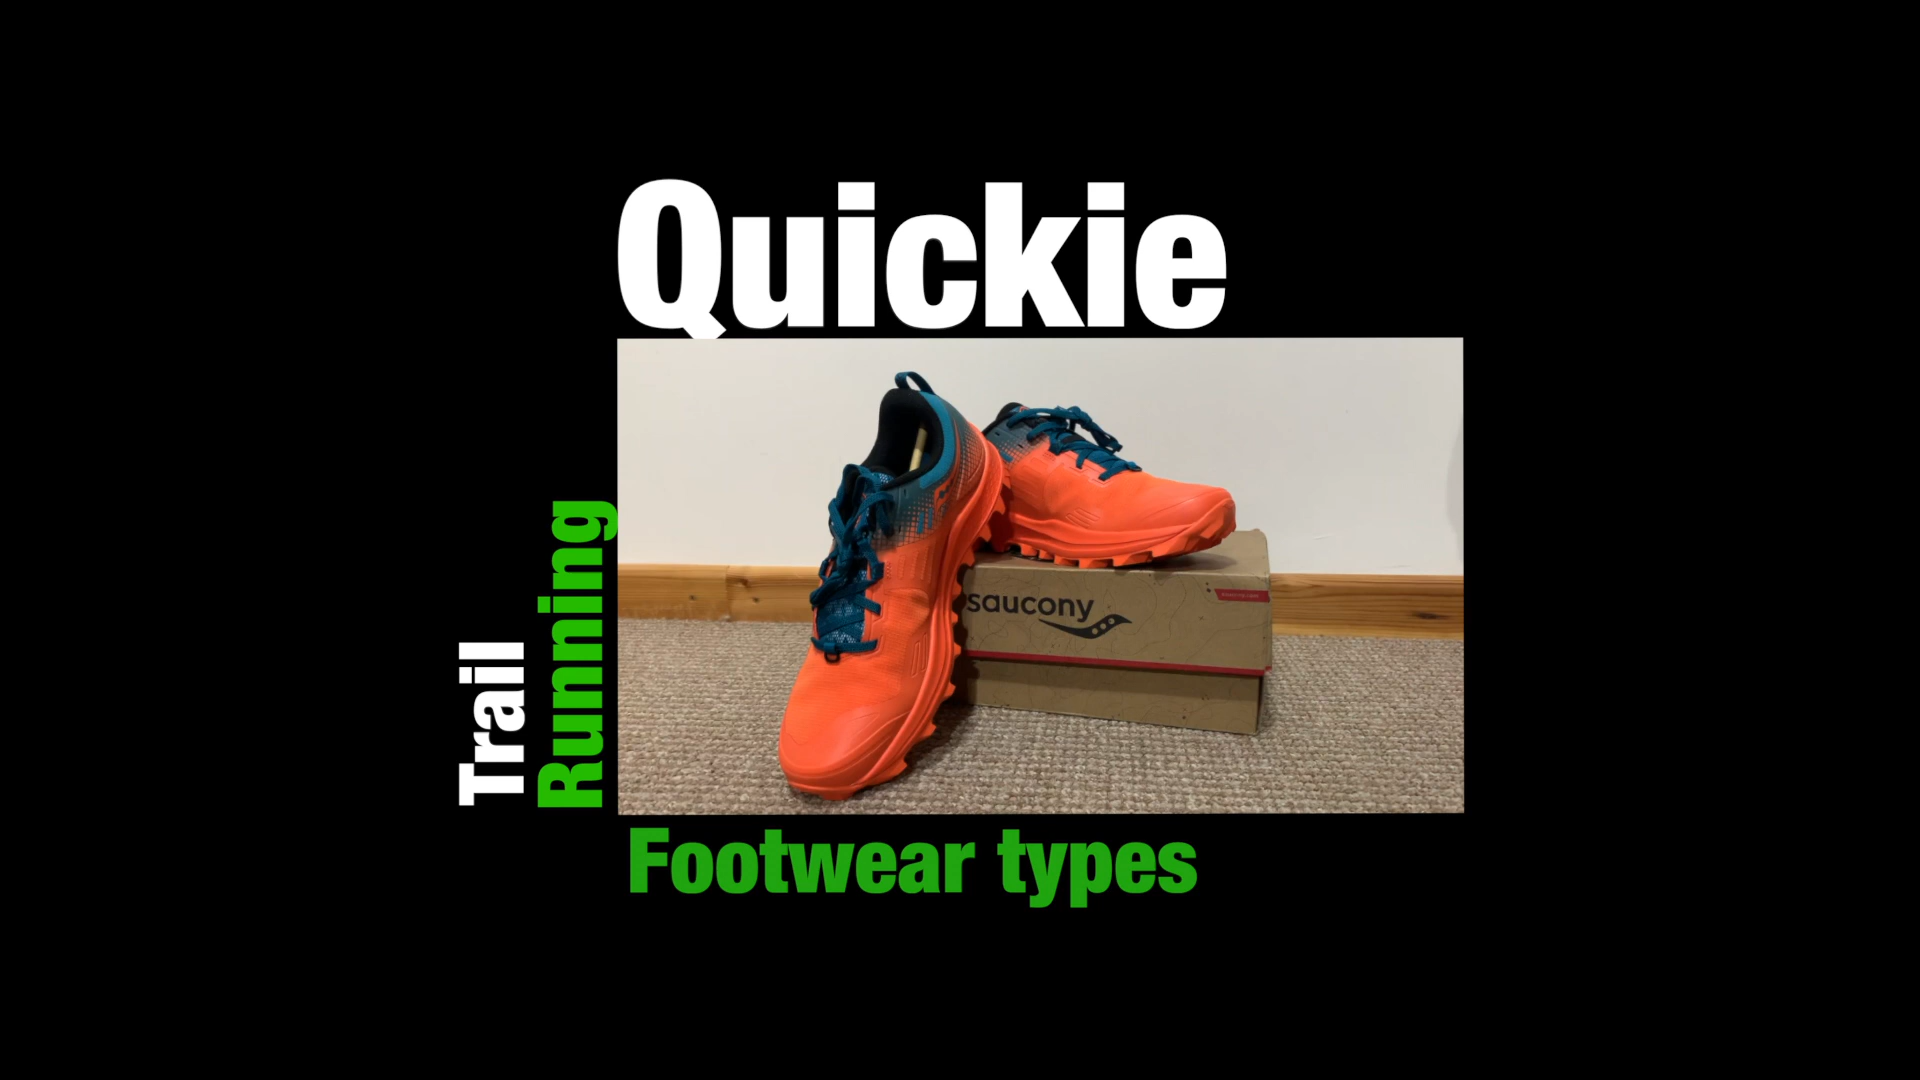 Quickie
Trail
Running
saucony
Footwear types